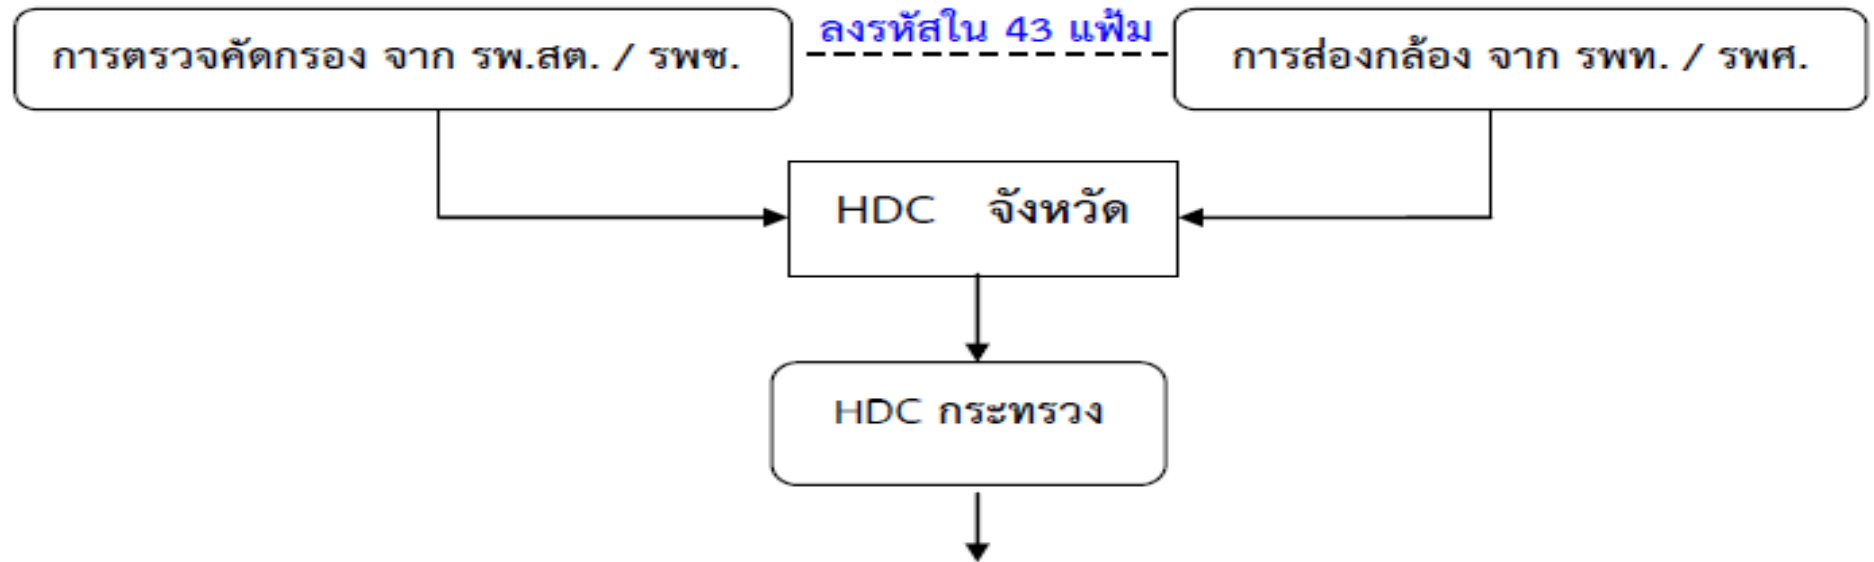 การตรวจคัดกรอง จาก รพ.สต. / รพช.
ลงรหัสใน 43 แฟ้ม
การส่องกล้อง จาก รพท. / รพศ.
HDC จังหวัด
HDC กระทรวง